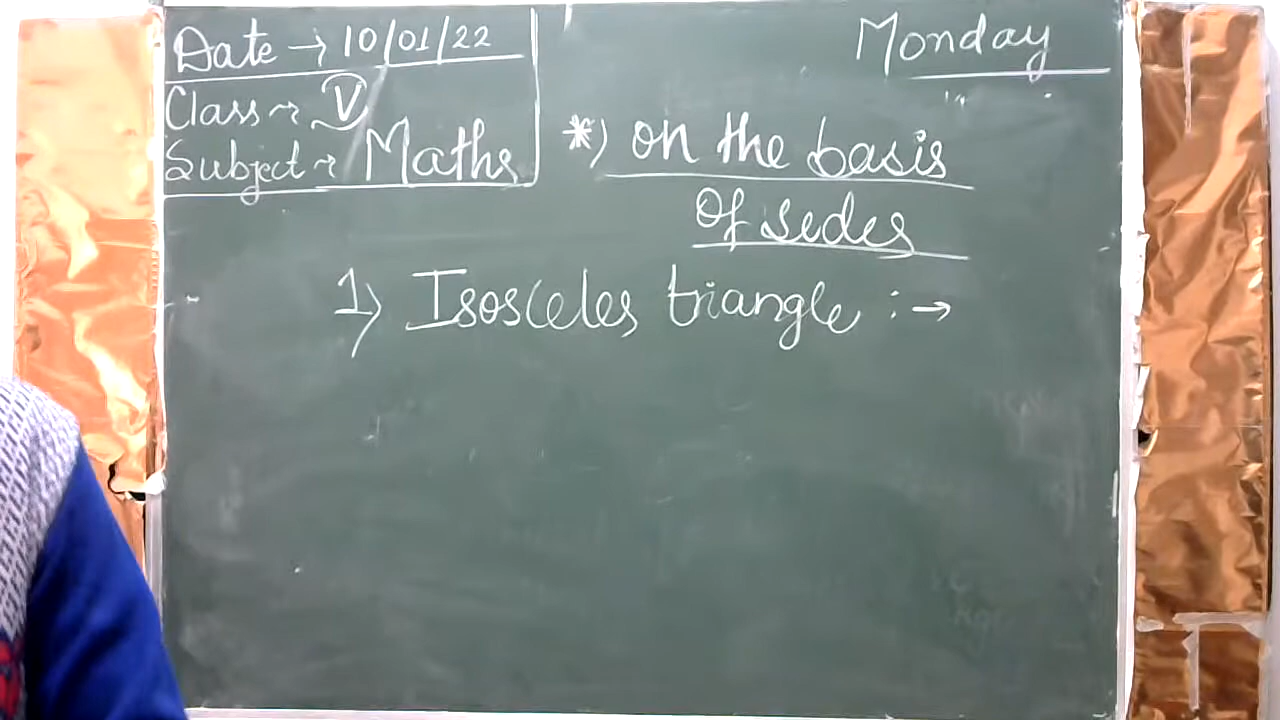 Date → 10/01/22
Monday
Class → V
Subject → Maths
*) on the basis
Of sedes
1) Isosceles triangle :→